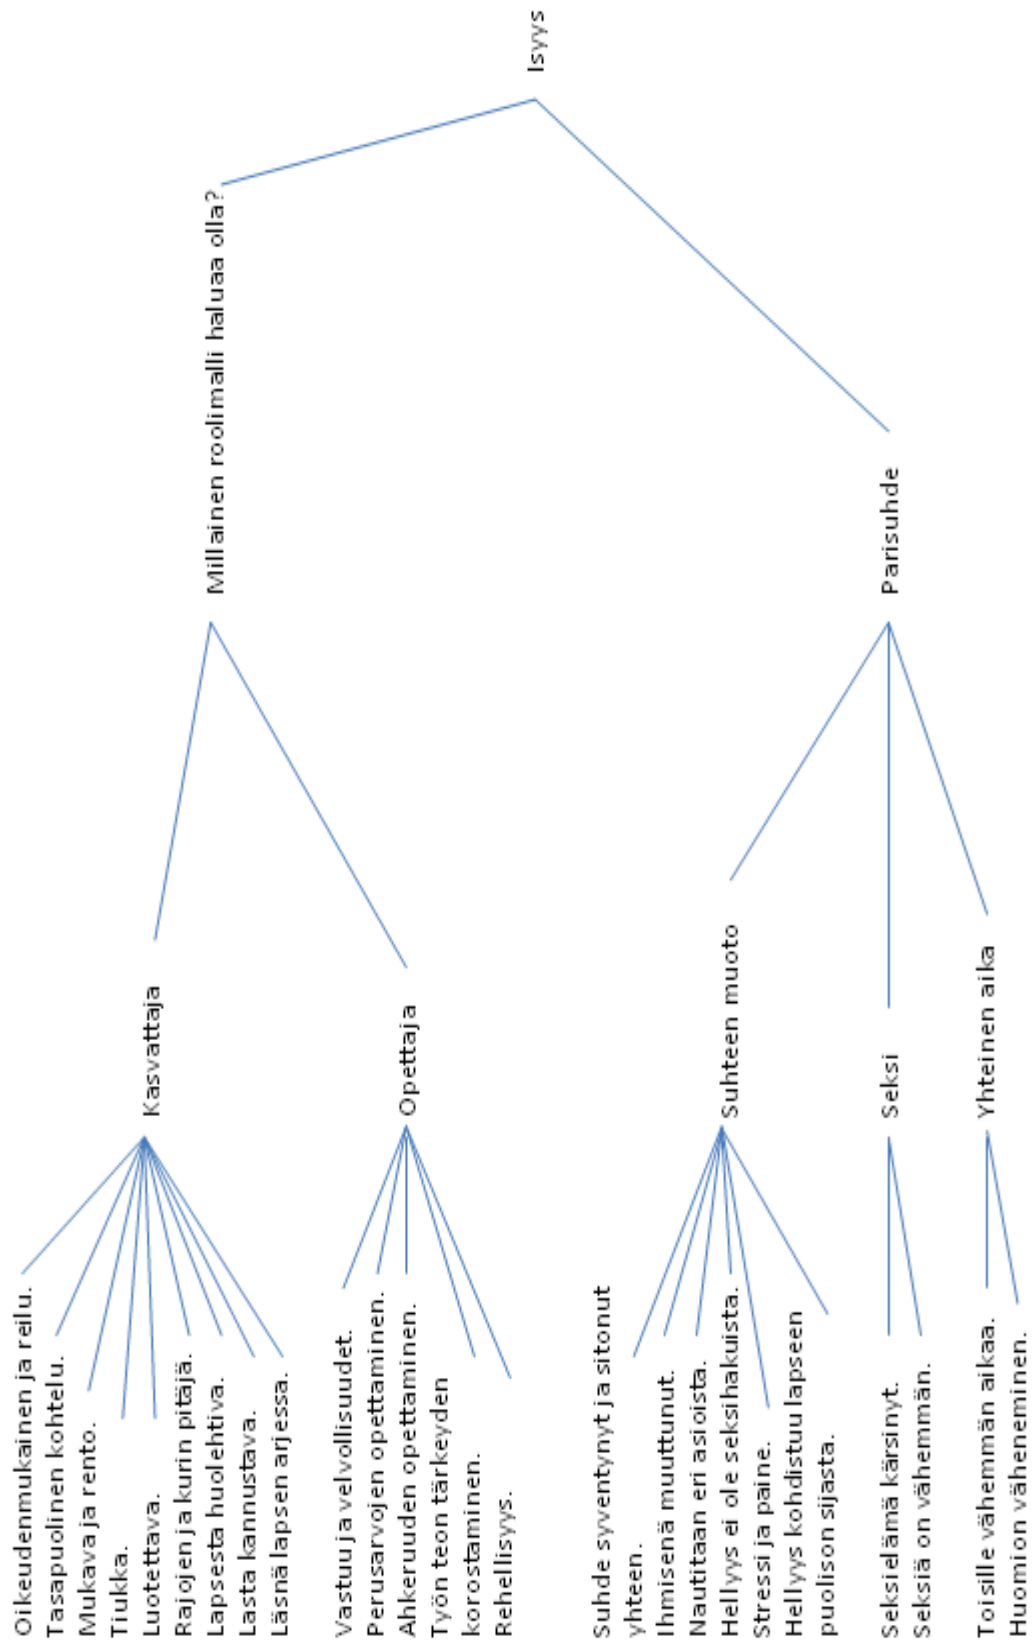 Isyys
Millainen roolimalli haluaa olla?
Parisuhde
Kasvattaja
Opettaja
Suhteen muoto
Seksi
Yhteinen aika
Oikeudenmukainen ja reilu.
Tasapuolinen kohtelu.
Mukava ja rento.
Tiukka.
Luotettava.
Rajojen ja kurin pitäjä.
Lapsesta huolehtiva.
Lasta kannustava.
Läsnä lapsen arjessa.
Vastuu ja velvollisuudet.
Perusarvojen opettaminen.
Ahkeruuden opettaminen.
Työn teon tärkeyden
korostaminen.
Rehellisyys.
Suhde syventynyt ja sitonut
yhteen.
Ihmisenä muuttunut.
Nautitaan eri asioista.
Hellyys ei ole seksihakuista.
Stressi ja paine.
Hellyys kohdistuu lapseen
puolison sijasta.
Seksielämä kärsinyt.
Seksiä on vähemmän.
Toisille vähemmän aikaa.
Huomion väheneminen.